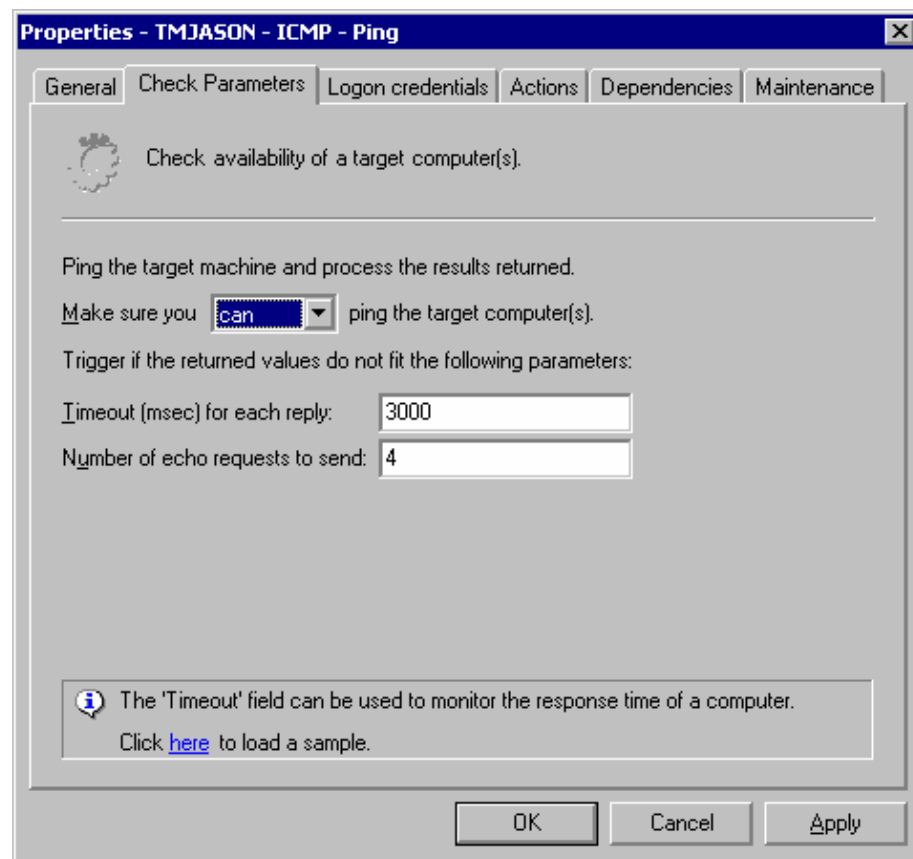 Properties - TMJASON - ICMP - Ping
General Check Parameters Logon credentials Actions Dependencies Maintenance
Check availability of a target computer(s).
Ping the target machine and process the results returned.
Make sure you can ping the target computer(s).
Trigger if the returned values do not fit the following parameters:
Timeout (msec) for each reply: 3000
Number of echo requests to send: 4
The 'Timeout' field can be used to monitor the response time of a computer.
Click here to load a sample.
OK Cancel Apply